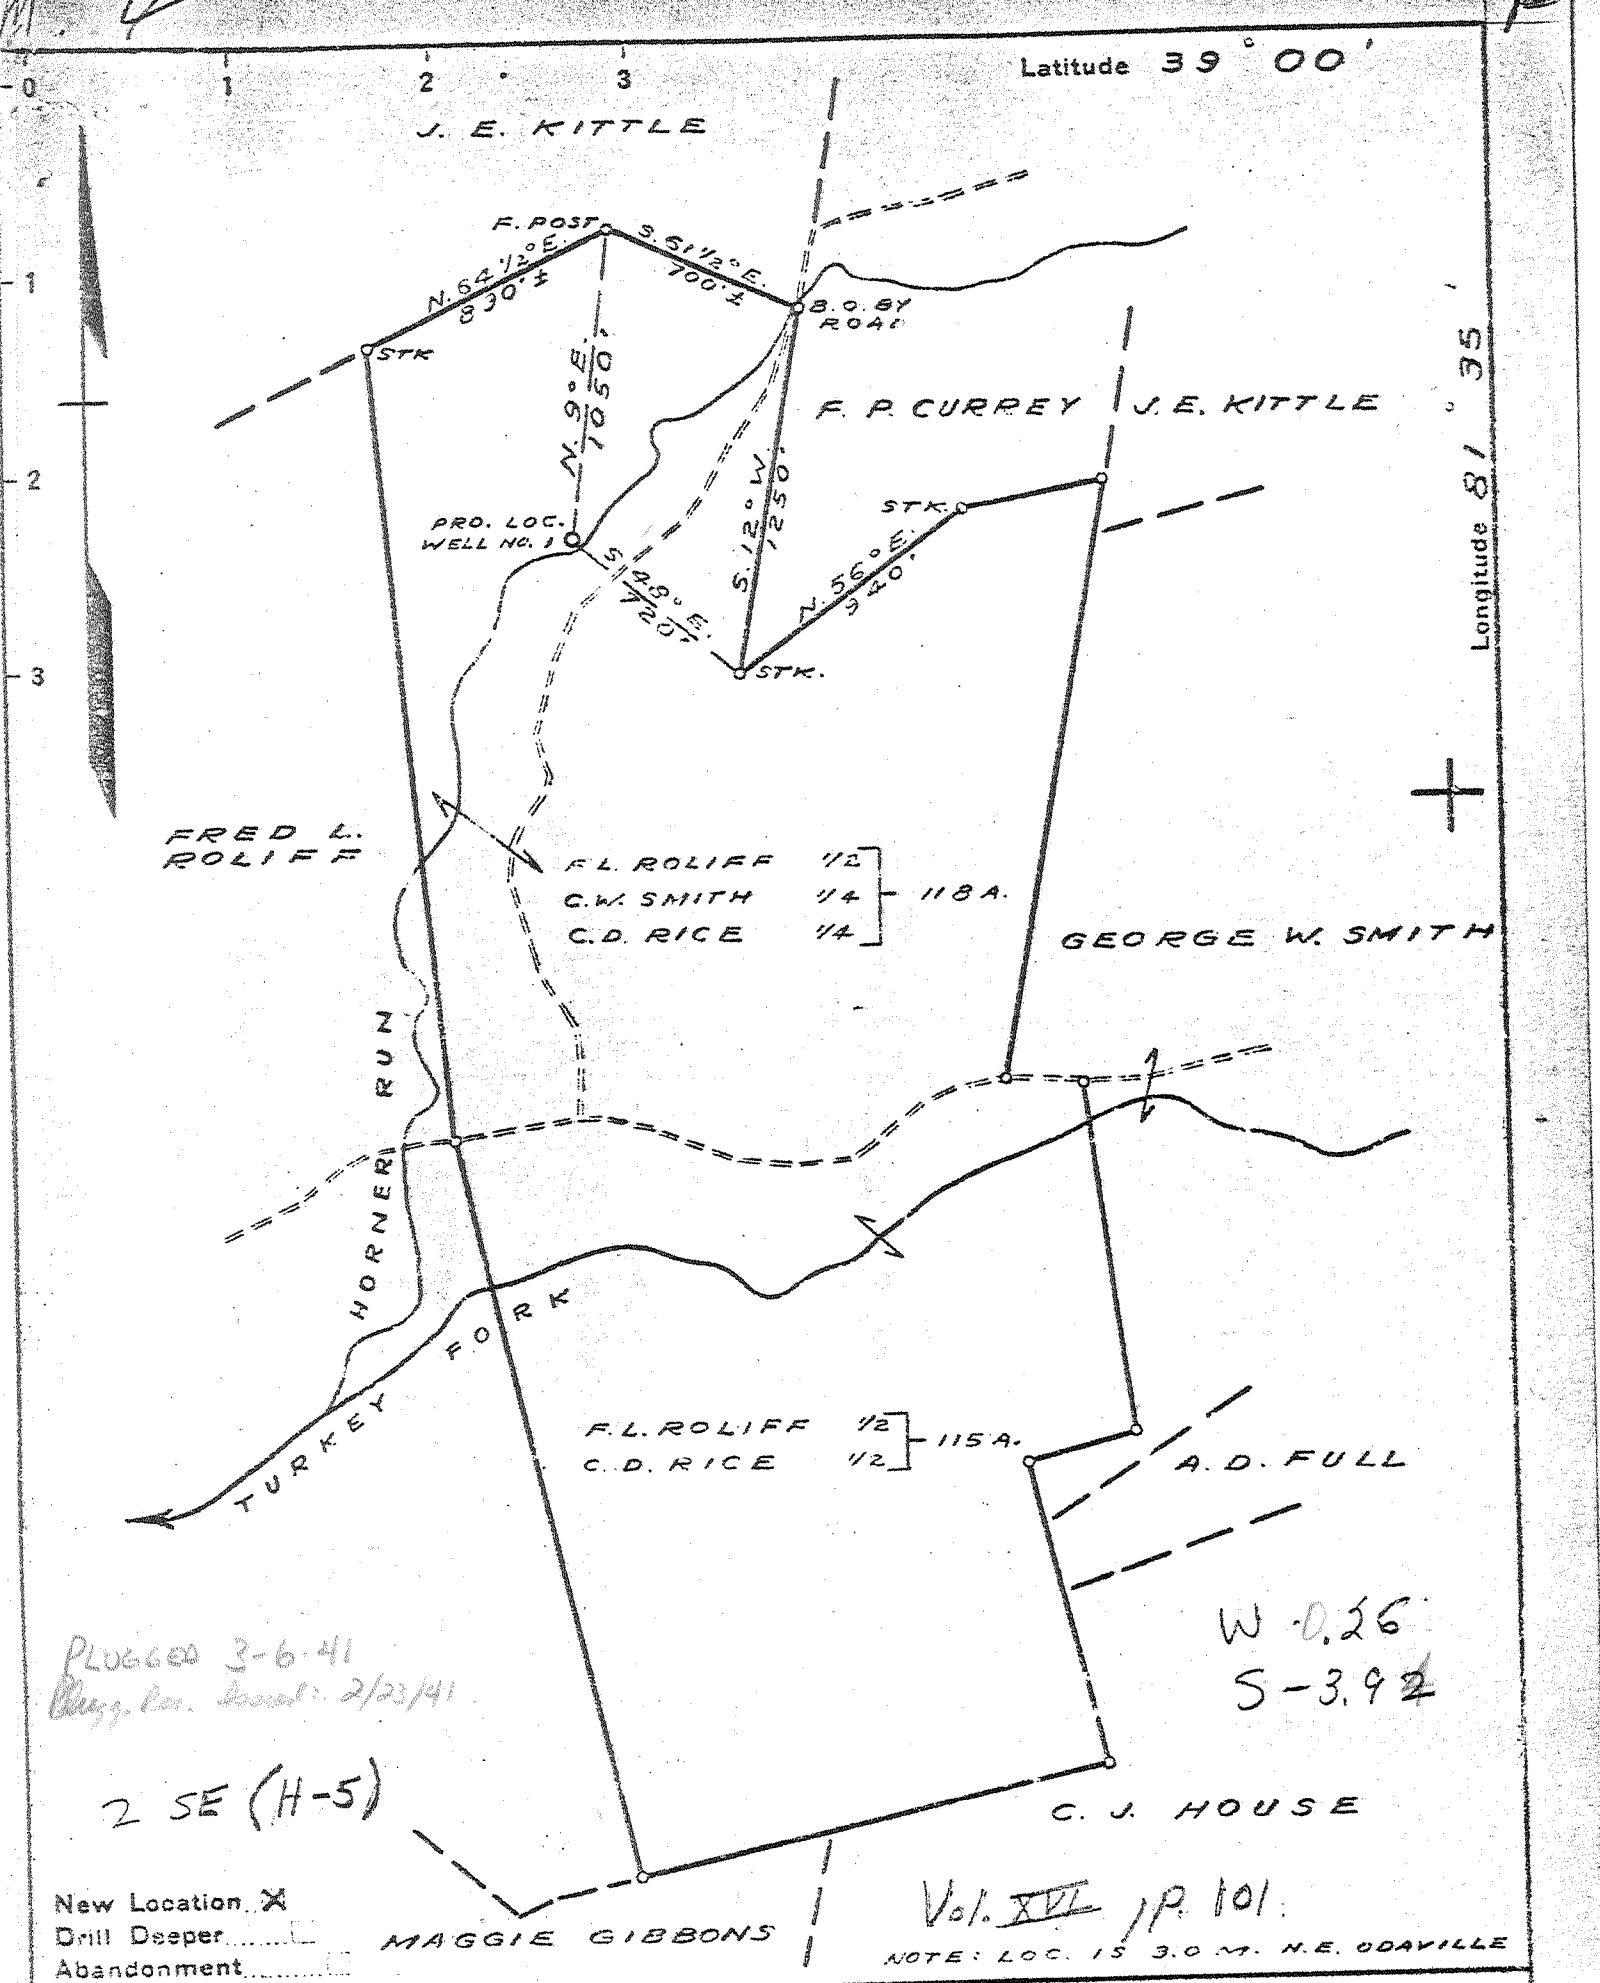 Latitude 39° 00'
0 1 2 3
J. E. KITTLE
F. POST
N. 64 1/2° E.
830' ±
S. 61 1/2° E.
700' ±
1
B. O. BY
ROAD
STK
N. 9° E.
1050'
Longitude 81° 35'
F. P. CURREY
J. E. KITTLE
2
S. 12° W.
1250'
STK.
PRO. LOC.
WELL NO. 1
N. 56° E.
940'
S. 48° E.
720'
3
STK.
FRED L.
ROLIFF
F. L. ROLIFF 1/2
C. W. SMITH 1/4 118 A.
C. D. RICE 1/4
GEORGE W. SMITH
HORNER RUN
TURKEY FORK
F. L. ROLIFF 1/2
C. D. RICE 1/2 115 A.
A. D. FULL
W -0.26
S - 3.92
PLUGGED 3-6-41
2/23/41
2 SE (H-5)
C. J. HOUSE
New Location X
Drill Deeper
Abandonment
MAGGIE GIBBONS
Vol. XVI, p. 101.
NOTE: LOC. IS 3.0 M. N.E. ODAVILLE